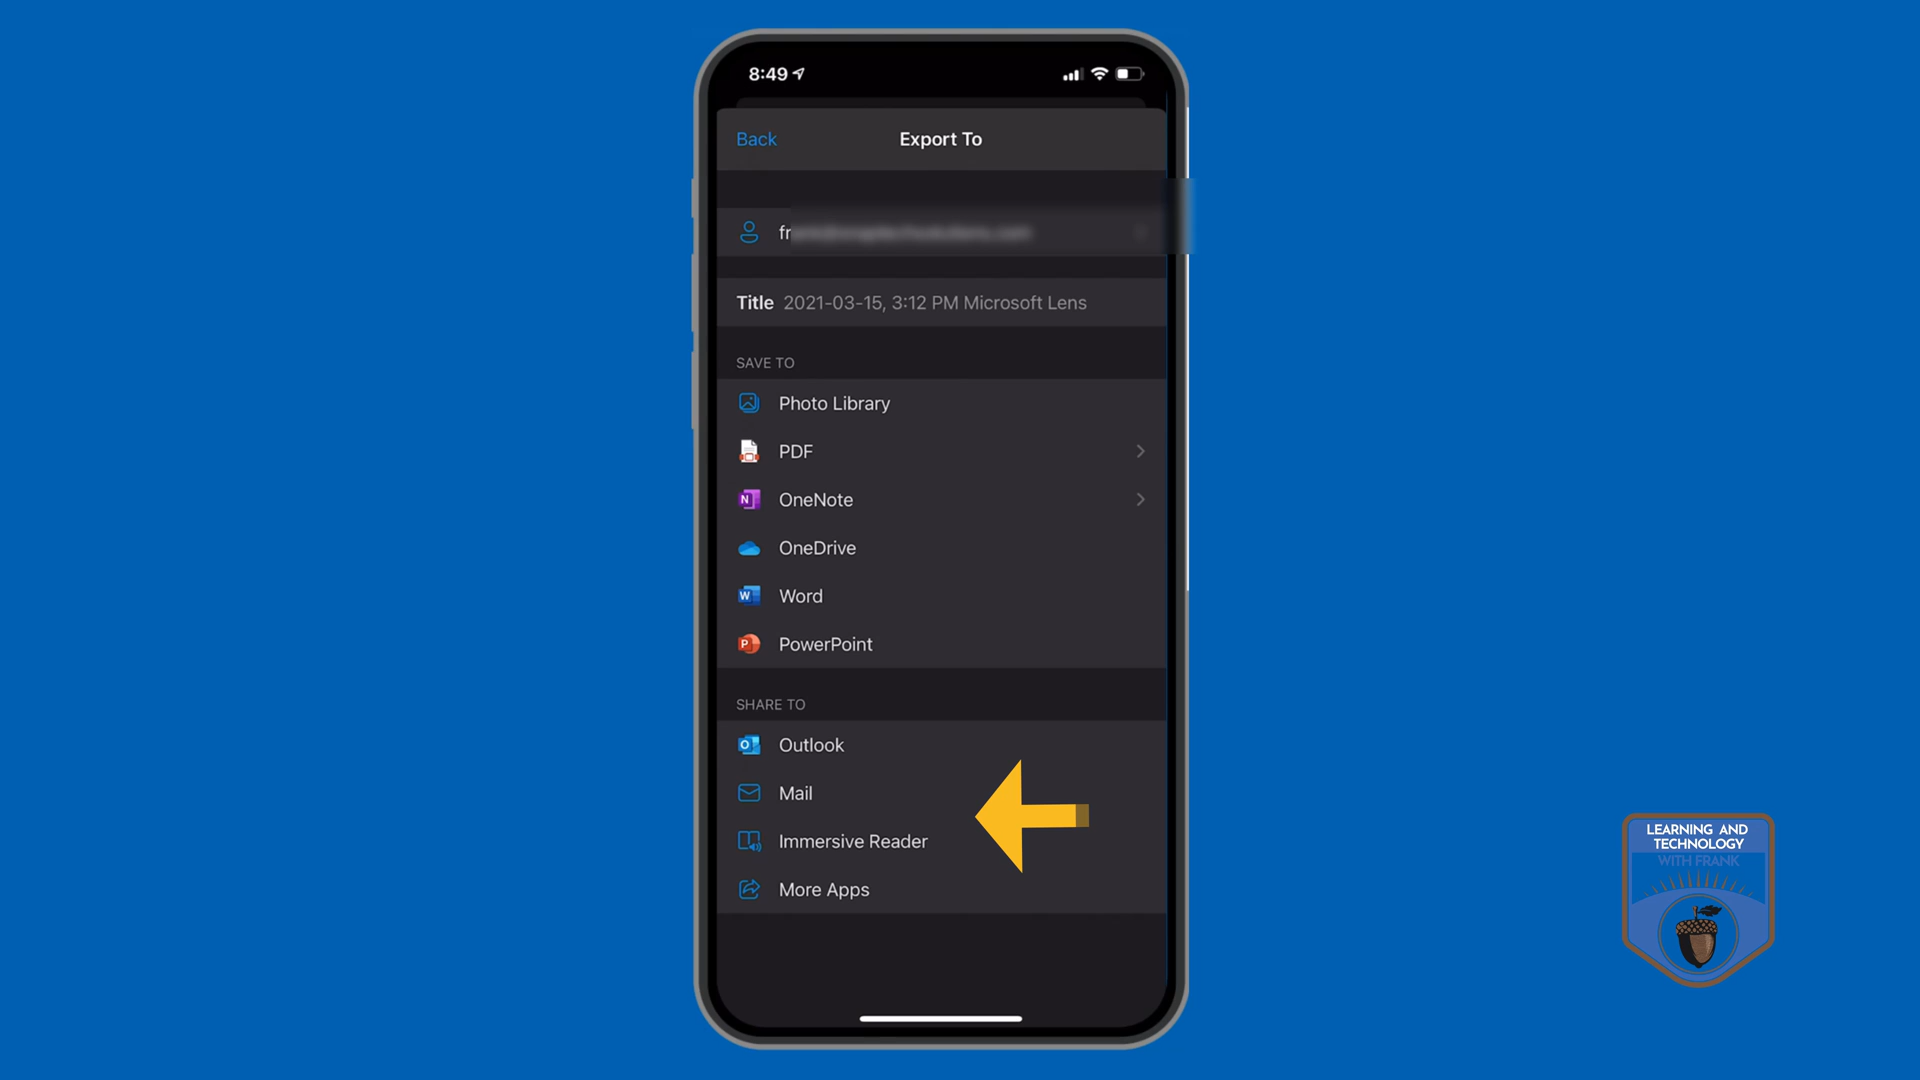 8:49
Back
Export To
Title 2021-03-15, 3:12 PM Microsoft Lens
SAVE TO
Photo Library
PDF
OneNote
OneDrive
Word
PowerPoint
SHARE TO
Outlook
Mail
Immersive Reader
More Apps
LEARNING AND
TECHNOLOGY
WITH FRANK